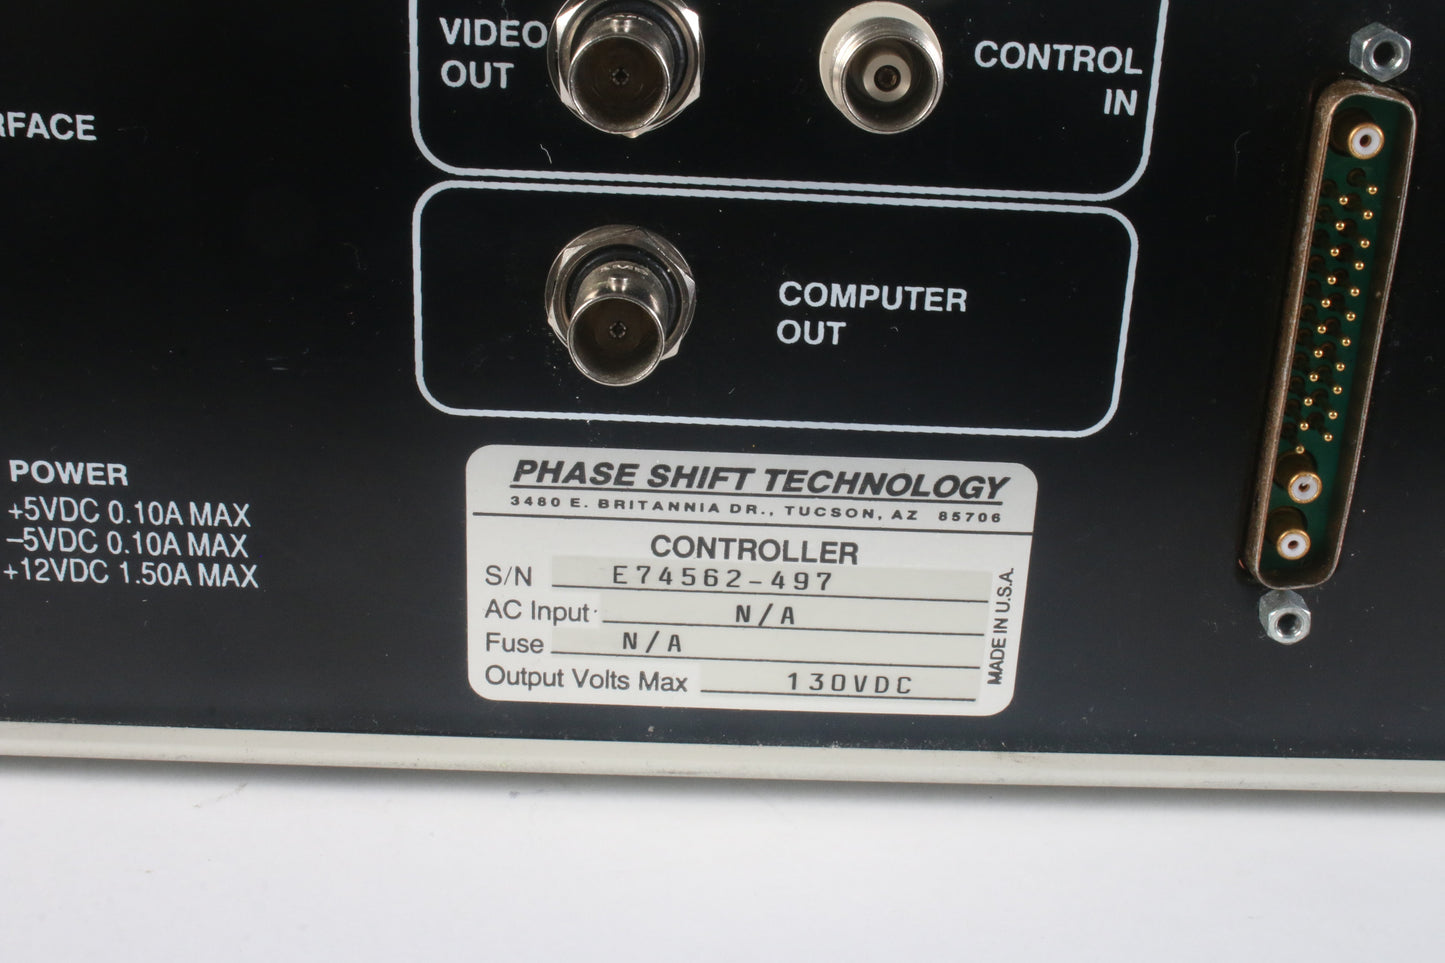 VIDEO
OUT
CONTROL
IN
RFACE
COMPUTER
OUT
POWER
+5VDC 0.10A MAX
–5VDC 0.10A MAX
+12VDC 1.50A MAX
PHASE SHIFT TECHNOLOGY
3480 E. BRITANNIA DR., TUCSON, AZ 85706
CONTROLLER
S/N E74562-497
AC Input N/A
Fuse N/A
Output Volts Max 130VDC
MADE IN U.S.A.